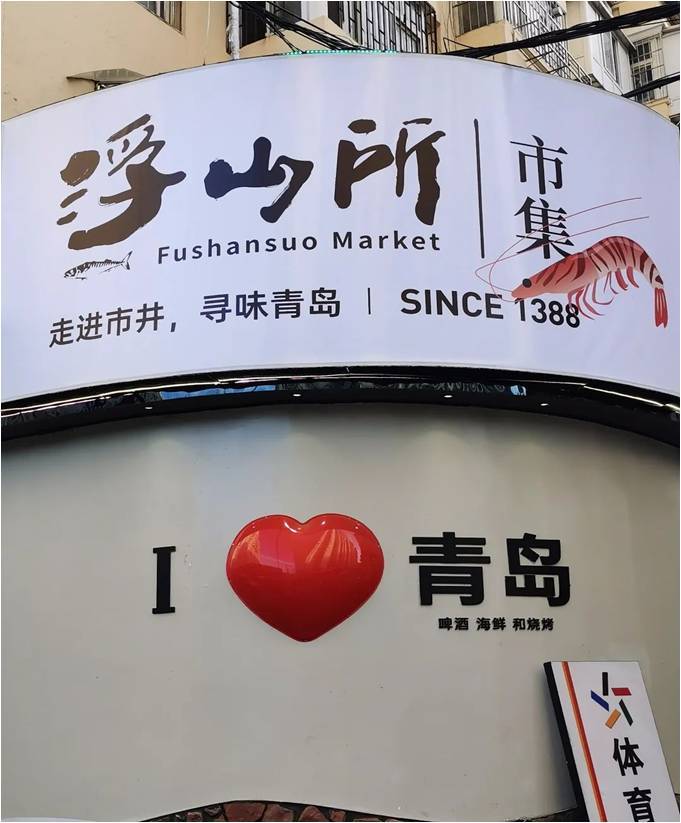 浮山所 市集
Fushansuo Market
走进市井，寻味青岛 | SINCE 1388
I 青岛
啤酒 海鲜 和烧烤
体育